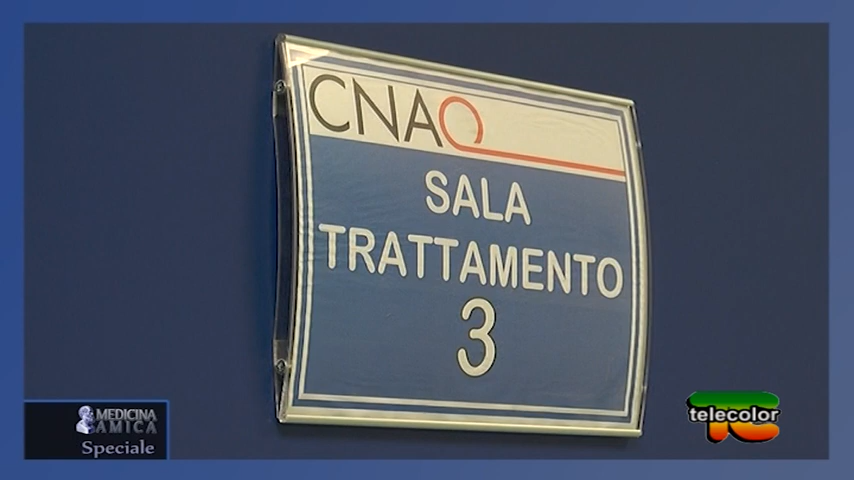 CNAO
SALA
TRATTAMENTO
3
MEDICINA
AMICA
Speciale
telecolor